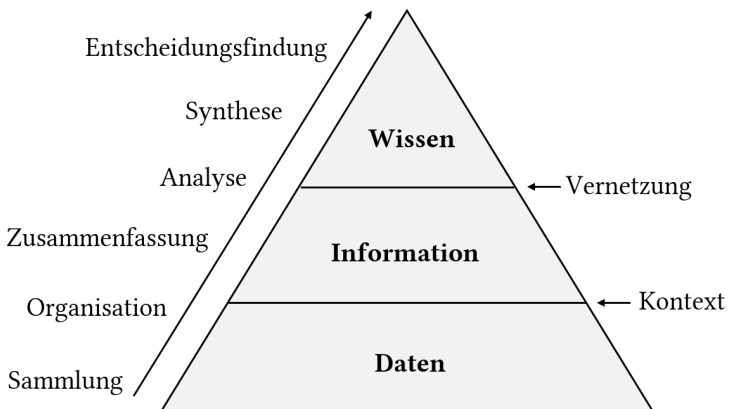 Entscheidungsfindung
Synthese
Wissen
Analyse
Vernetzung
Zusammenfassung
Information
Organisation
Kontext
Daten
Sammlung